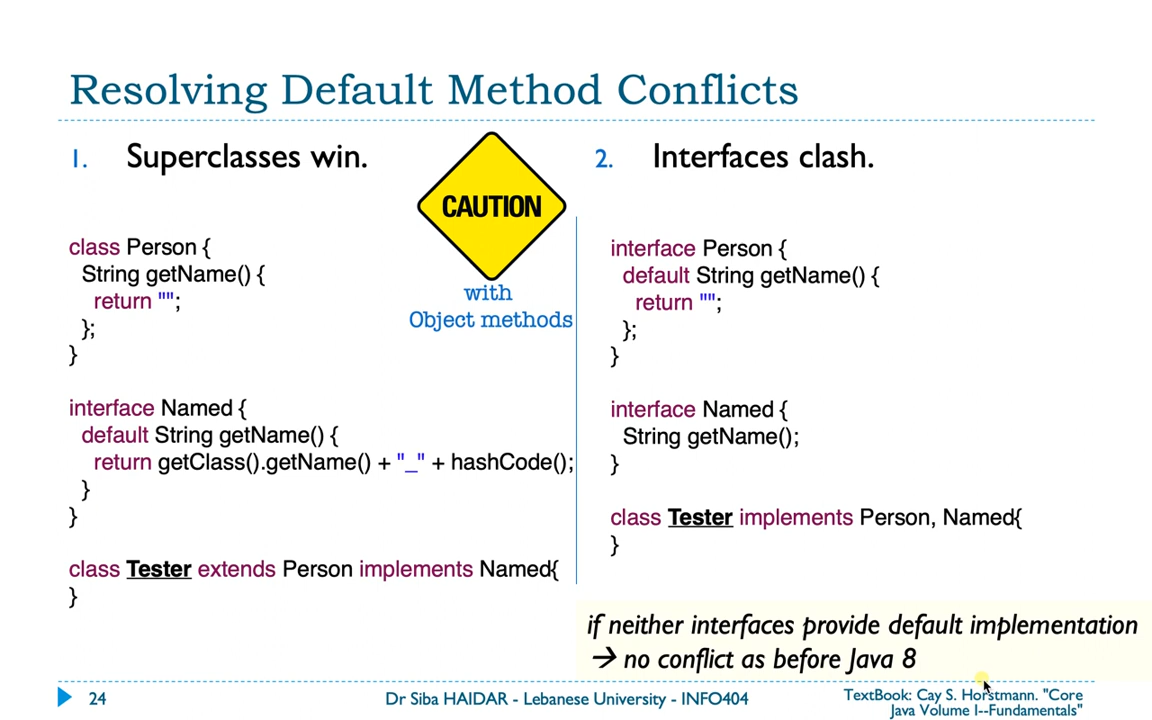 Resolving Default Method Conflicts
1. Superclasses win.
CAUTION
with
Object methods
class Person {
String getName() {
return "";
};
}
interface Named {
default String getName() {
return getClass().getName() + "_" + hashCode();
}
}
class Tester extends Person implements Named{
}
2. Interfaces clash.
interface Person {
default String getName() {
return "";
};
}
interface Named {
String getName();
}
class Tester implements Person, Named{
}
if neither interfaces provide default implementation
→ no conflict as before Java 8
24
Dr Siba HAIDAR - Lebanese University - INFO404
TextBook: Cay S. Horstmann. "Core
Java Volume I--Fundamentals"